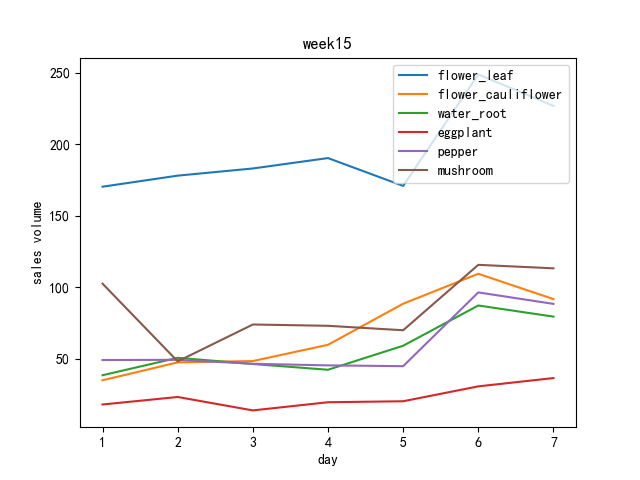 week15
250
200
150
100
50
sales volume
flower_leaf
flower_cauliflower
water_root
eggplant
pepper
mushroom
1 2 3 4 5 6 7
day